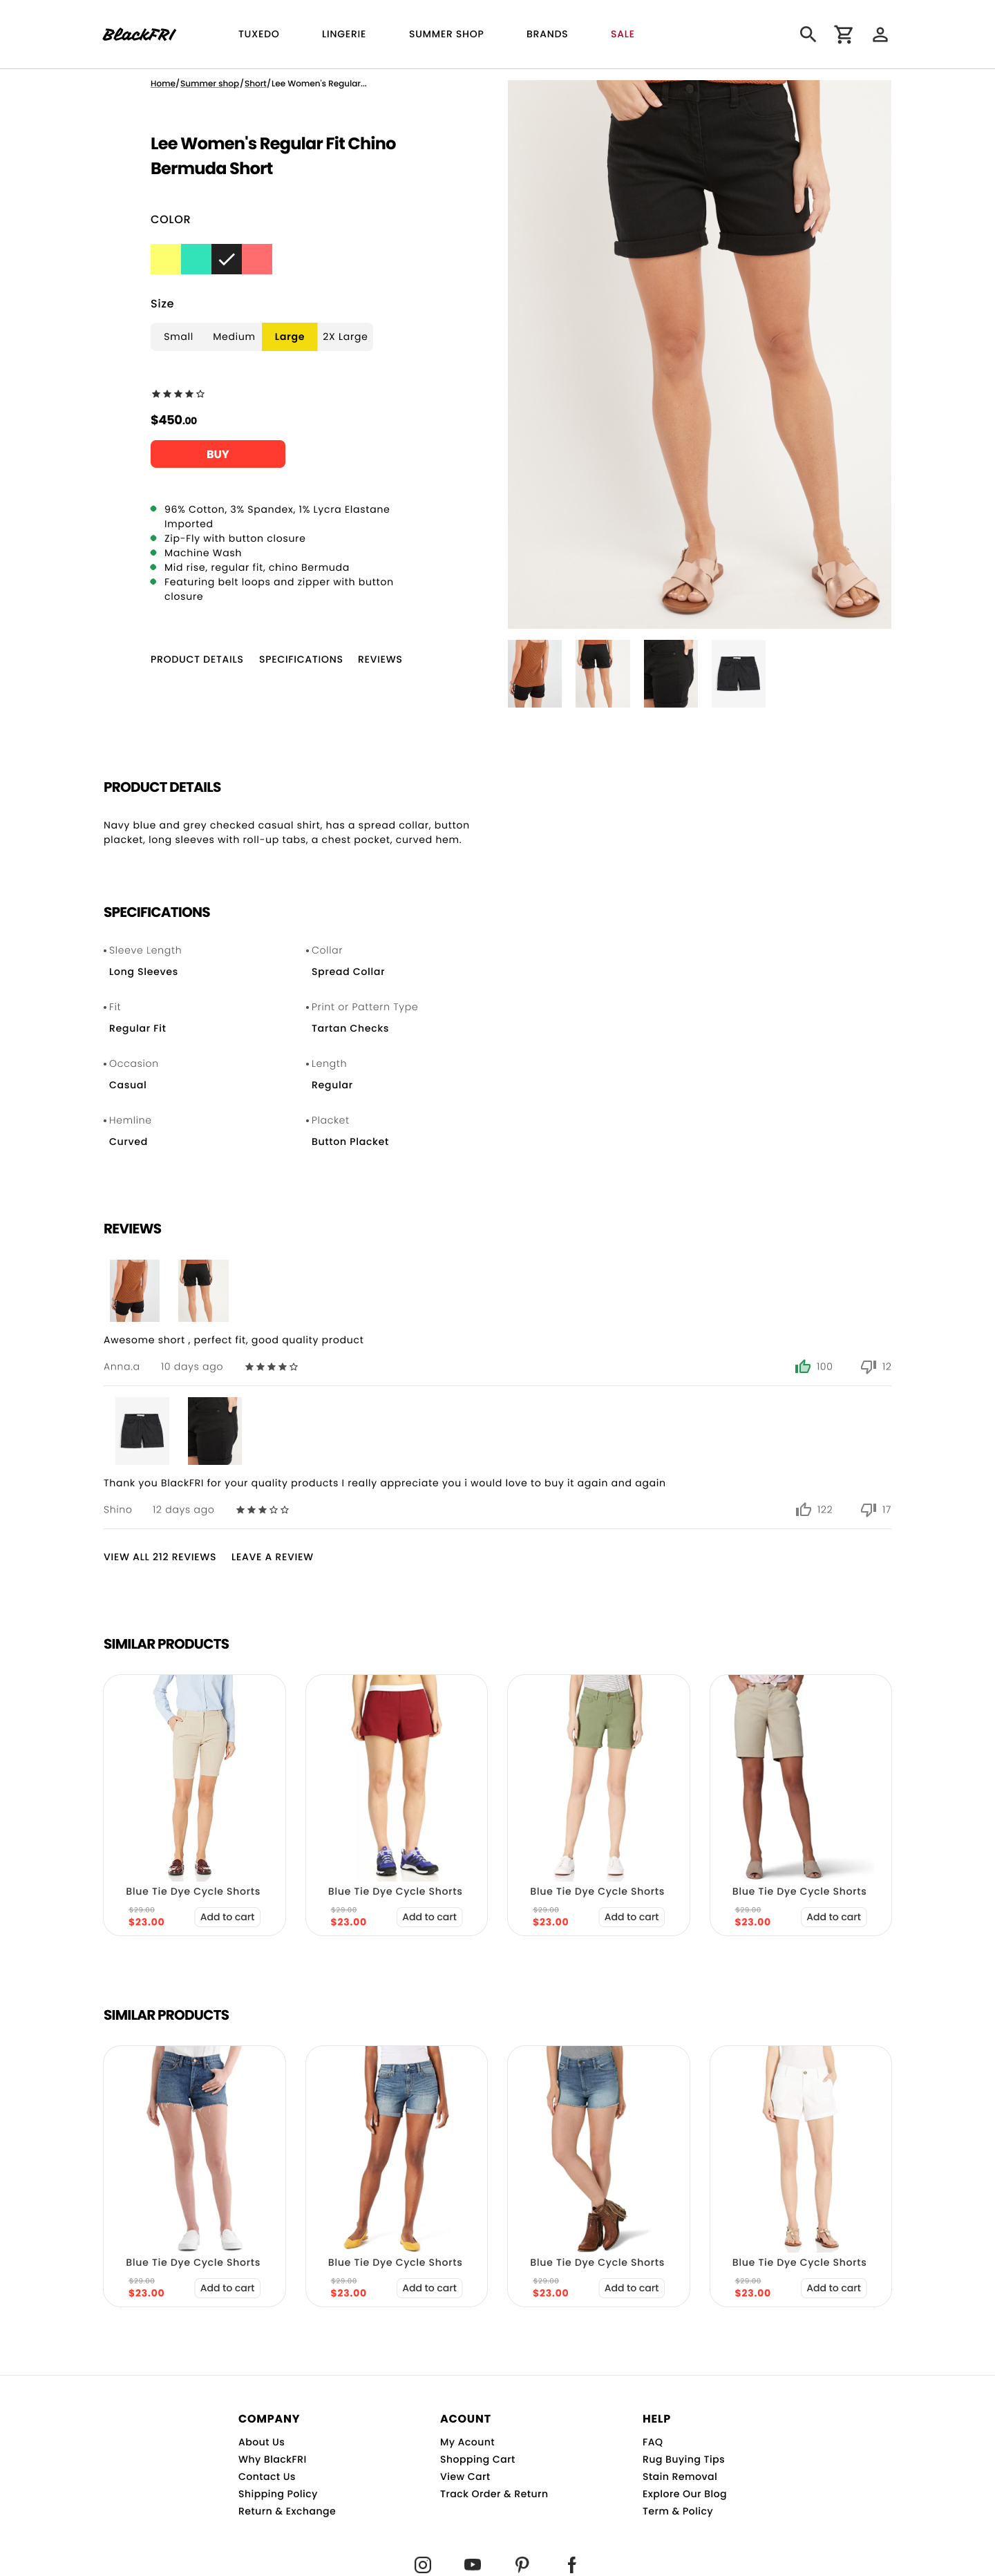 BlackFRI
TUXEDO
LINGERIE
SUMMER SHOP
BRANDS
SALE
Home/Summer shop/Short/Lee Women's Regular...
Lee Women's Regular Fit Chino
Bermuda Short
COLOR
Size
Small Medium Large 2X Large
$450.00
BUY
96% Cotton, 3% Spandex, 1% Lycra Elastane
Imported
Zip-Fly with button closure
Machine Wash
Mid rise, regular fit, chino Bermuda
Featuring belt loops and zipper with button
closure
PRODUCT DETAILS SPECIFICATIONS REVIEWS
PRODUCT DETAILS
Navy blue and grey checked casual shirt, has a spread collar, button
placket, long sleeves with roll-up tabs, a chest pocket, curved hem.
SPECIFICATIONS
• Sleeve Length
Long Sleeves
• Collar
Spread Collar
• Fit
Regular Fit
• Print or Pattern Type
Tartan Checks
• Occasion
Casual
• Length
Regular
• Hemline
Curved
• Placket
Button Placket
REVIEWS
Awesome short , perfect fit, good quality product
Anna.a 10 days ago 100 12
Thank you BlackFRI for your quality products I really appreciate you i would love to buy it again and again
Shino 12 days ago 122 17
VIEW ALL 212 REVIEWS LEAVE A REVIEW
SIMILAR PRODUCTS
Blue Tie Dye Cycle Shorts
$29.00
$23.00
Add to cart
Blue Tie Dye Cycle Shorts
$29.00
$23.00
Add to cart
Blue Tie Dye Cycle Shorts
$29.00
$23.00
Add to cart
Blue Tie Dye Cycle Shorts
$29.00
$23.00
Add to cart
SIMILAR PRODUCTS
Blue Tie Dye Cycle Shorts
$29.00
$23.00
Add to cart
Blue Tie Dye Cycle Shorts
$29.00
$23.00
Add to cart
Blue Tie Dye Cycle Shorts
$29.00
$23.00
Add to cart
Blue Tie Dye Cycle Shorts
$29.00
$23.00
Add to cart
COMPANY
About Us
Why BlackFRI
Contact Us
Shipping Policy
Return & Exchange
ACOUNT
My Acount
Shopping Cart
View Cart
Track Order & Return
HELP
FAQ
Rug Buying Tips
Stain Removal
Explore Our Blog
Term & Policy